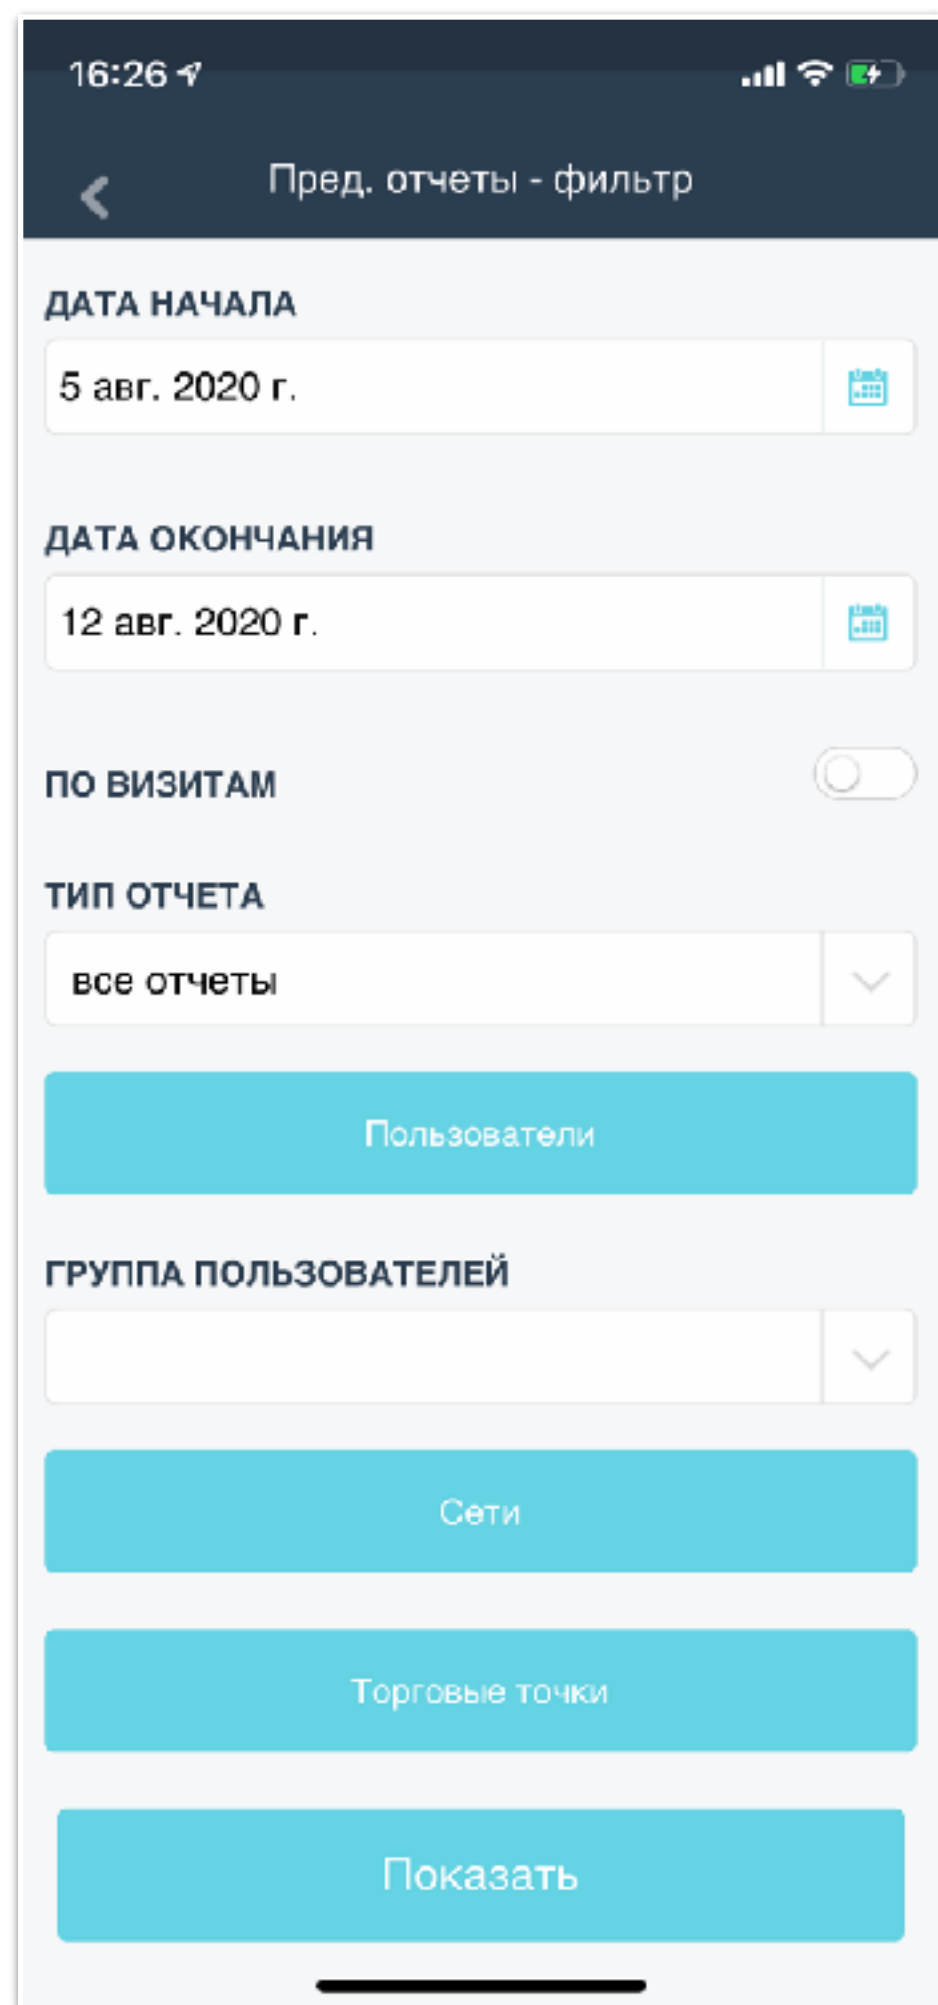 16:26
Пред. отчеты - фильтр
ДАТА НАЧАЛА
5 авг. 2020 г.
ДАТА ОКОНЧАНИЯ
12 авг. 2020 г.
ПО ВИЗИТАМ
ТИП ОТЧЕТА
все отчеты
Пользователи
ГРУППА ПОЛЬЗОВАТЕЛЕЙ
Сети
Торговые точки
Показать